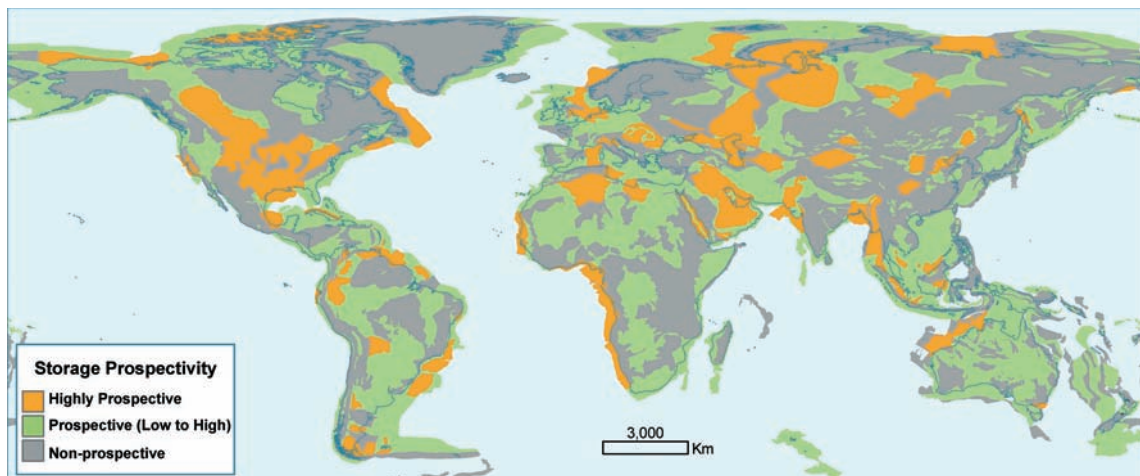 Storage Prospectivity
Highly Prospective
Prospective (Low to High)
Non-prospective
3,000
Km